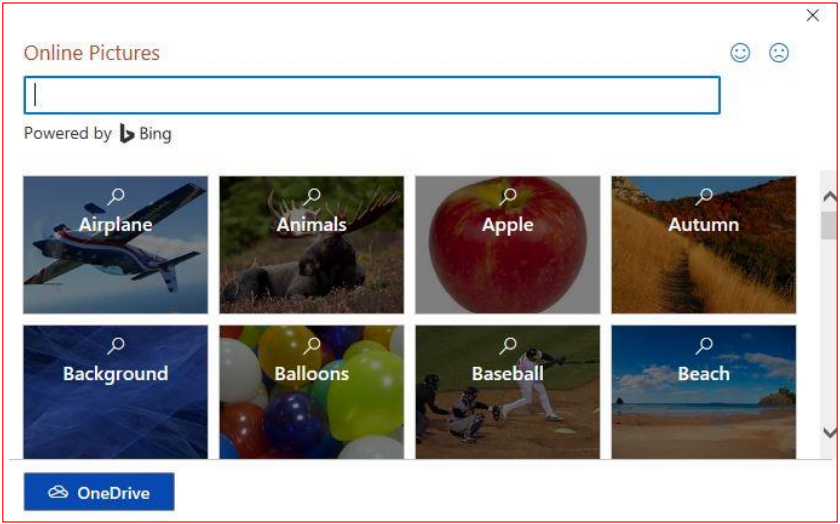 Online Pictures
Powered by Bing
Airplane
Animals
Apple
Autumn
Background
Balloons
Baseball
Beach
OneDrive